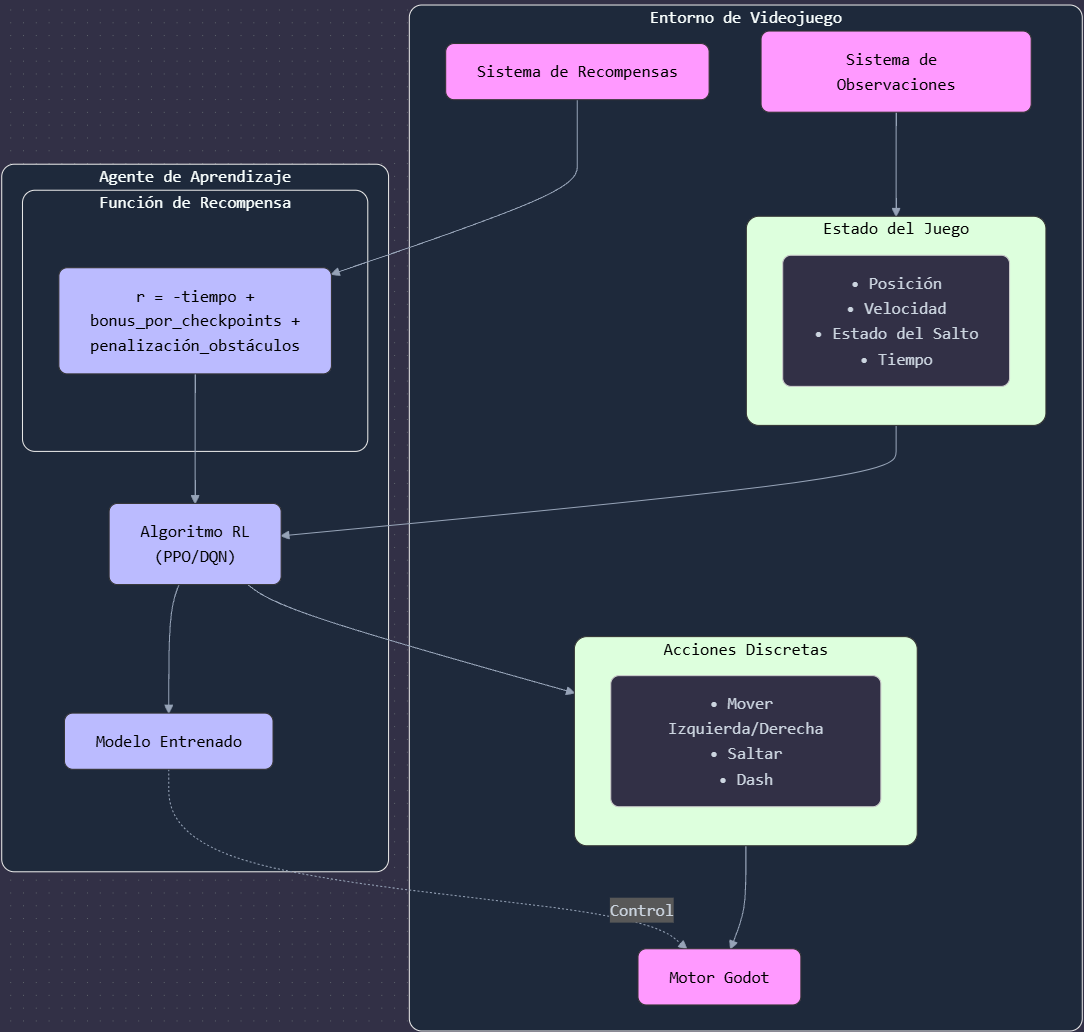 Entorno de Videojuego
Sistema de Recompensas
Sistema de
Observaciones
Agente de Aprendizaje
Función de Recompensa
r = -tiempo +
bonus_por_checkpoints +
penalización_obstáculos
Estado del Juego
• Posición
• Velocidad
• Estado del Salto
• Tiempo
Algoritmo RL
(PPO/DQN)
Acciones Discretas
• Mover
Izquierda/Derecha
• Saltar
• Dash
Modelo Entrenado
Control
Motor Godot